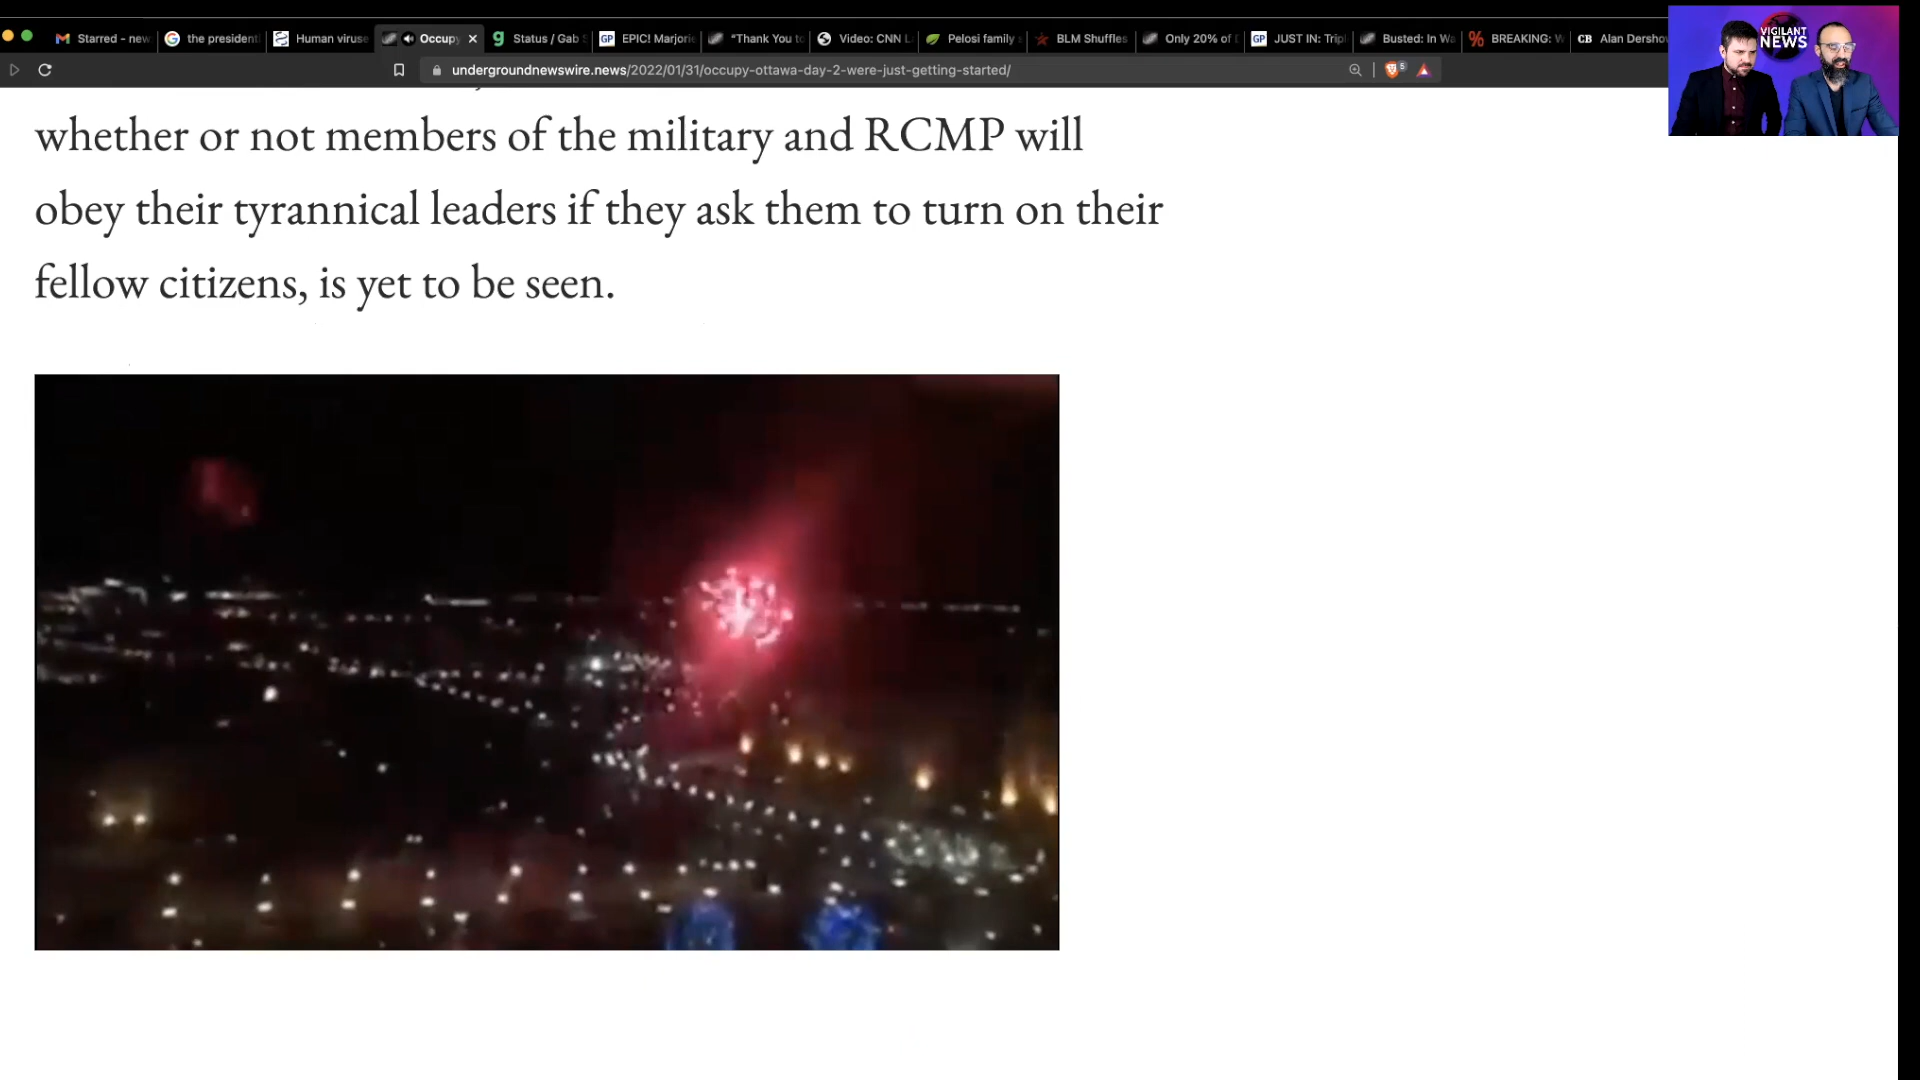 Starred - new
the president
Human viruse
Occupy
Status / Gab
EPIC! Marjorie
"Thank You to
Video: CNN L
Pelosi family
BLM Shuffles
Only 20% of
JUST IN: Trip
Busted: In Wa
BREAKING: W
Alan Dersho
undergroundnewswire.news/2022/01/31/occupy-ottawa-day-2-were-just-getting-started/
VIGILANT
NEWS
whether or not members of the military and RCMP will
obey their tyrannical leaders if they ask them to turn on their
fellow citizens, is yet to be seen.